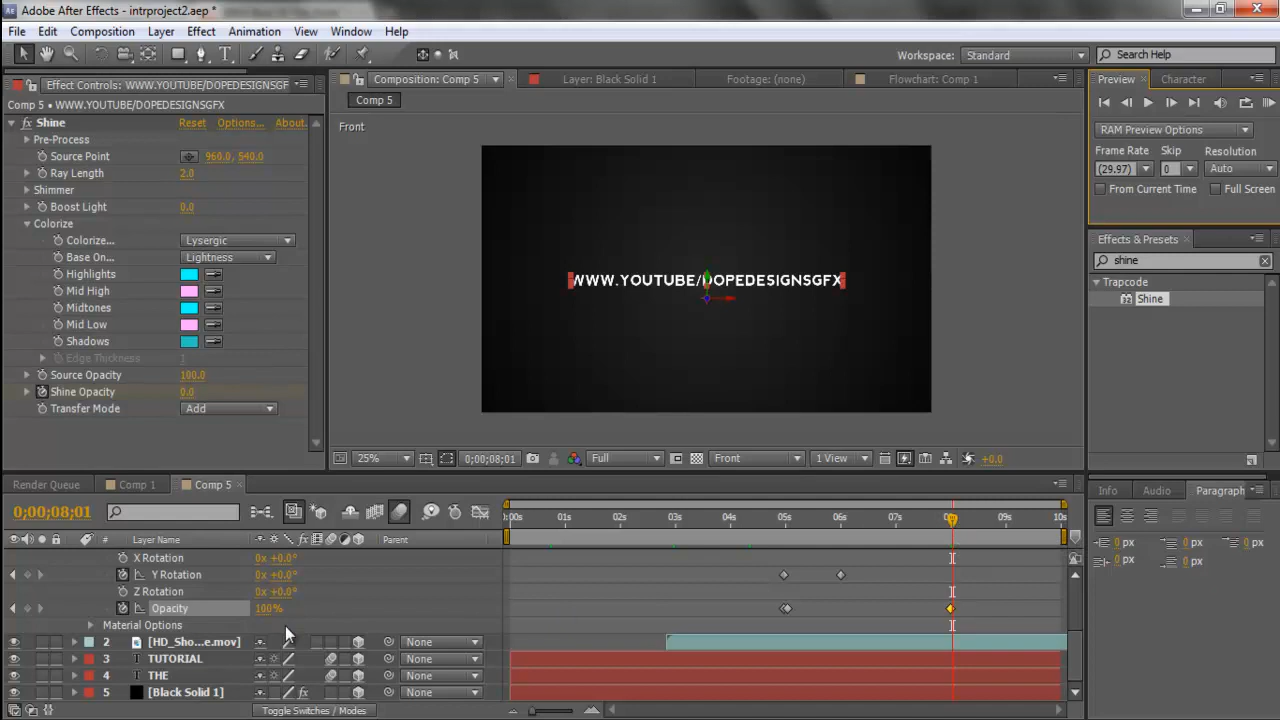 Adobe After Effects - intrproject2.aep *
File Edit Composition Layer Effect Animation View Window Help
Workspace: Standard
Search Help
Effect Controls: WWW.YOUTUBE/DOPEDESIGNSGF
Composition: Comp 5
Layer: Black Solid 1
Footage: (none)
Flowchart: Comp 1
Preview
Character
Comp 5 • WWW.YOUTUBE/DOPEDESIGNSGFX
Comp 5
fx Shine Reset Options... About.
Pre-Process
Source Point 960.0, 540.0
Ray Length 2.0
Shimmer
Boost Light 0.0
Colorize
Colorize... Lysergic
Base On... Lightness
Highlights
Mid High
Midtones
Mid Low
Shadows
Edge Thickness 1
Source Opacity 100.0
Shine Opacity 0.0
Transfer Mode Add
Front
WWW.YOUTUBE/DOPEDESIGNSGFX
RAM Preview Options
Frame Rate Skip Resolution
(29.97) 0 Auto
From Current Time Full Screen
Effects & Presets
shine
Trapcode
32 Shine
25% 0;00;08;01 Full Front 1 View +0.0
Render Queue Comp 1 Comp 5
Info Audio Paragraph
0;00;08;01
:00s 01s 02s 03s 04s 05s 06s 07s 08s 09s 10s
# Layer Name fx Parent
X Rotation 0x +0.0°
Y Rotation 0x +0.0°
Z Rotation 0x +0.0°
Opacity 100%
Material Options
2 [HD_Sho...e.mov] None
3 T TUTORIAL None
4 T THE None
5 [Black Solid 1] fx None
Toggle Switches / Modes
0 px 0 px 0 px
0 px 0 px